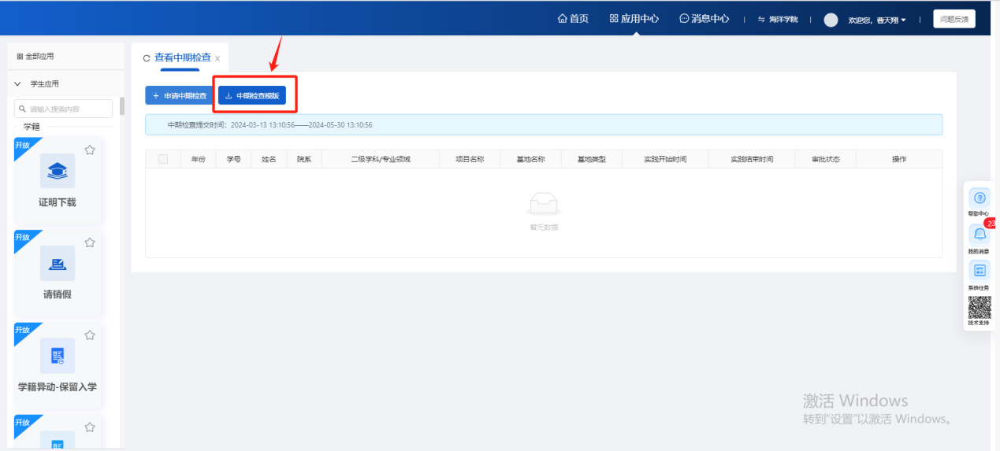 首页
应用中心
消息中心
海洋学院
欢迎您, 曹天翔
问题反馈
全部应用
学生应用
请输入搜索内容
学籍
开放
证明下载
开放
请销假
开放
学籍异动-保留入学
开放
查看中期检查 ×
+ 申请中期检查
中期检查模版
中期检查提交时间: 2024-03-13 13:10:56——2024-05-30 13:10:56
年份 学号 姓名 院系 二级学科/专业领域 项目名称 基地名称 基地类型 实践开始时间 实践结束时间 审批状态 操作
暂无数据
帮助中心
23
我的消息
系统任务
技术支持
激活 Windows
转到"设置"以激活 Windows。